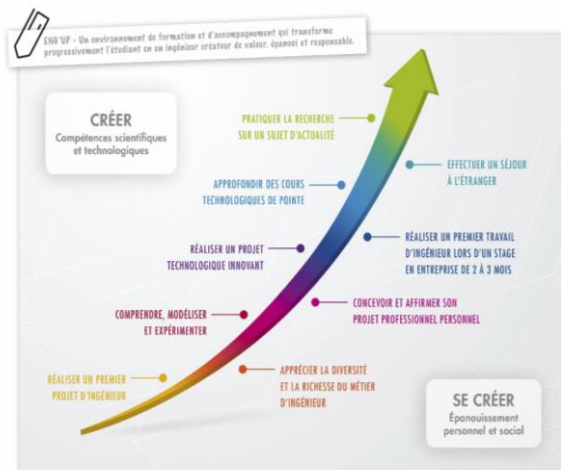 ENG'UP - Un environnement de formation et d'accompagnement qui transforme
progressivement l'étudiant en un ingénieur créateur de valeur, épanoui et responsable.
CRÉER
Compétences scientifiques
et technologiques
PRATIQUER LA RECHERCHE
SUR UN SUJET D'ACTUALITÉ
EFFECTUER UN SÉJOUR
À L'ÉTRANGER
APPROFONDIR DES COURS
TECHNOLOGIQUES DE POINTE
RÉALISER UN PREMIER TRAVAIL
D'INGÉNIEUR LORS D'UN STAGE
EN ENTREPRISE DE 2 À 3 MOIS
RÉALISER UN PROJET
TECHNOLOGIQUE INNOVANT
CONCEVOIR ET AFFIRMER SON
PROJET PROFESSIONNEL PERSONNEL
COMPRENDRE, MODÉLISER
ET EXPÉRIMENTER
APPRÉCIER LA DIVERSITÉ
ET LA RICHESSE DU MÉTIER
D'INGÉNIEUR
RÉALISER UN PREMIER
PROJET D'INGÉNIEUR
SE CRÉER
Épanouissement
personnel et social